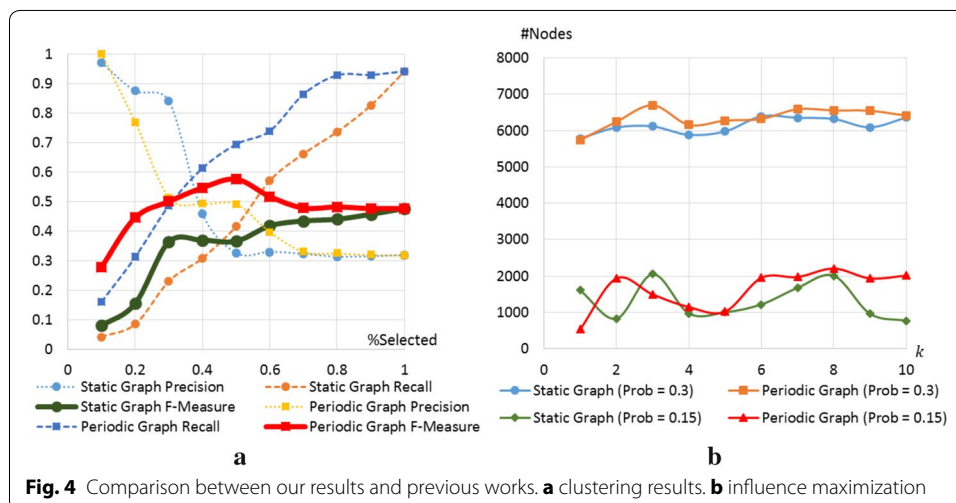 #Nodes
1
0.9
0.8
0.7
0.6
0.5
0.4
0.3
0.2
0.1
0
0 0.2 0.4 0.6 0.8 1
%Selected
Static Graph Precision Static Graph Recall
Static Graph F-Measure Periodic Graph Precision
Periodic Graph Recall Periodic Graph F-Measure
a
8000
7000
6000
5000
4000
3000
2000
1000
0
0 2 4 6 8 10
k
Static Graph (Prob = 0.3) Periodic Graph (Prob = 0.3)
Static Graph (Prob = 0.15) Periodic Graph (Prob = 0.15)
b
Fig. 4 Comparison between our results and previous works. a clustering results. b influence maximization